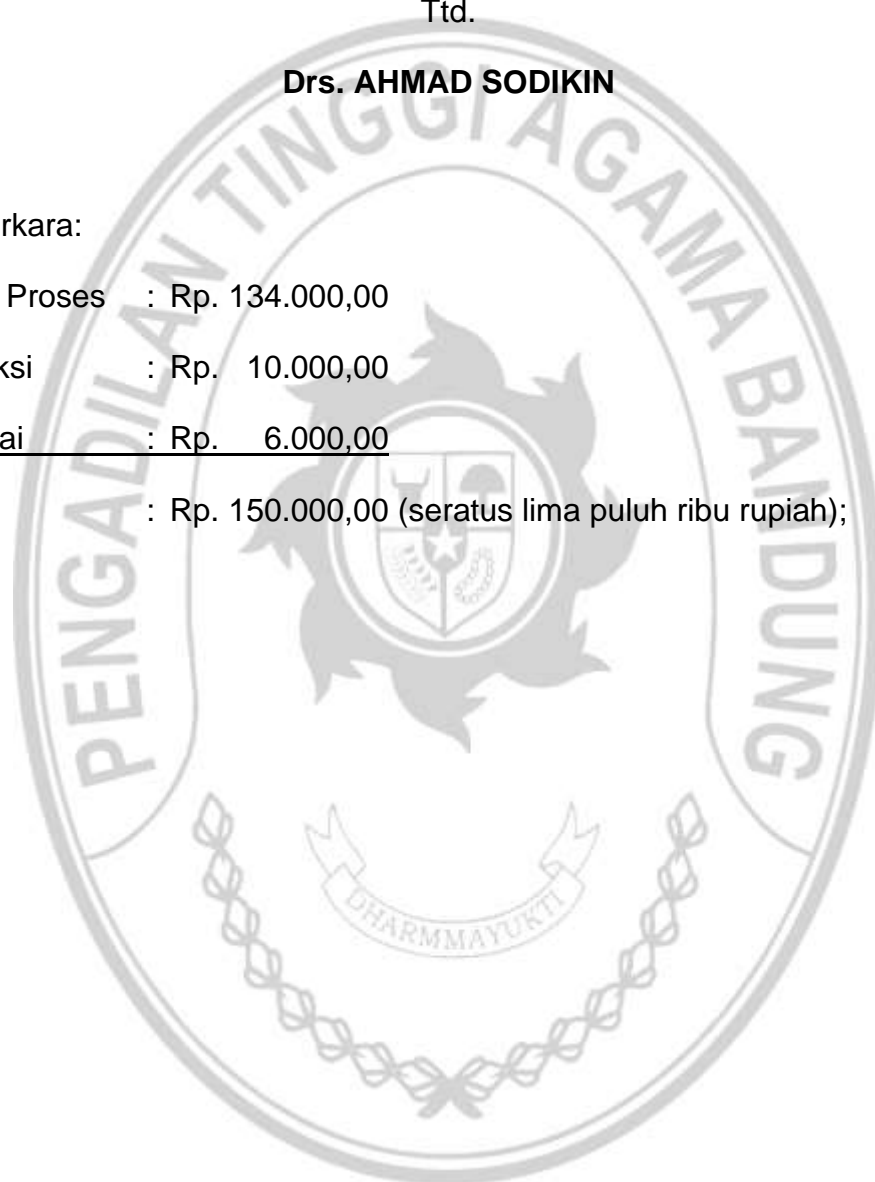 Ttd.
Drs. AHMAD SODIKIN
rkara:
Proses : Rp. 134.000,00
ksi : Rp. 10.000,00
ai : Rp. 6.000,00
: Rp. 150.000,00 (seratus lima puluh ribu rupiah);
PENGADILAN TINGGI AGAMA BANDUNG
DHARMMAYUKTI